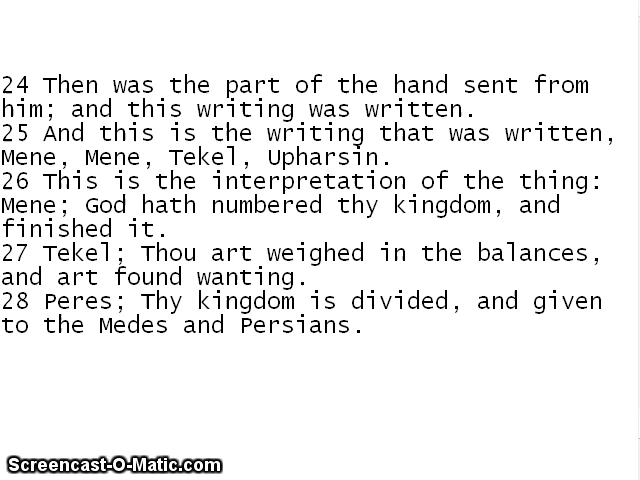 24 Then was the part of the hand sent from
him; and this writing was written.
25 And this is the writing that was written,
Mene, Mene, Tekel, Upharsin.
26 This is the interpretation of the thing:
Mene; God hath numbered thy kingdom, and
finished it.
27 Tekel; Thou art weighed in the balances,
and art found wanting.
28 Peres; Thy kingdom is divided, and given
to the Medes and Persians.
Screencast-O-Matic.com